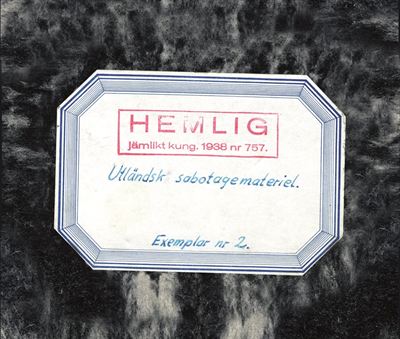 HEMLIG
jämlikt kung. 1938 nr 757.
Utländsk sabotagemateriel.
Exemplar nr 2.